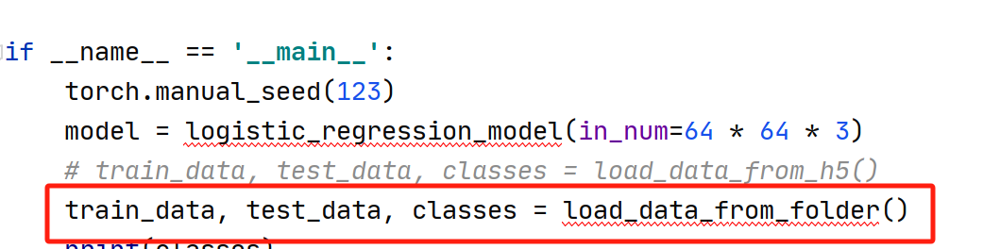 if __name__ == '__main__':
    torch.manual_seed(123)
    model = logistic_regression_model(in_num=64 * 64 * 3)
    # train_data, test_data, classes = load_data_from_h5()
    train_data, test_data, classes = load_data_from_folder()
    print(classes)